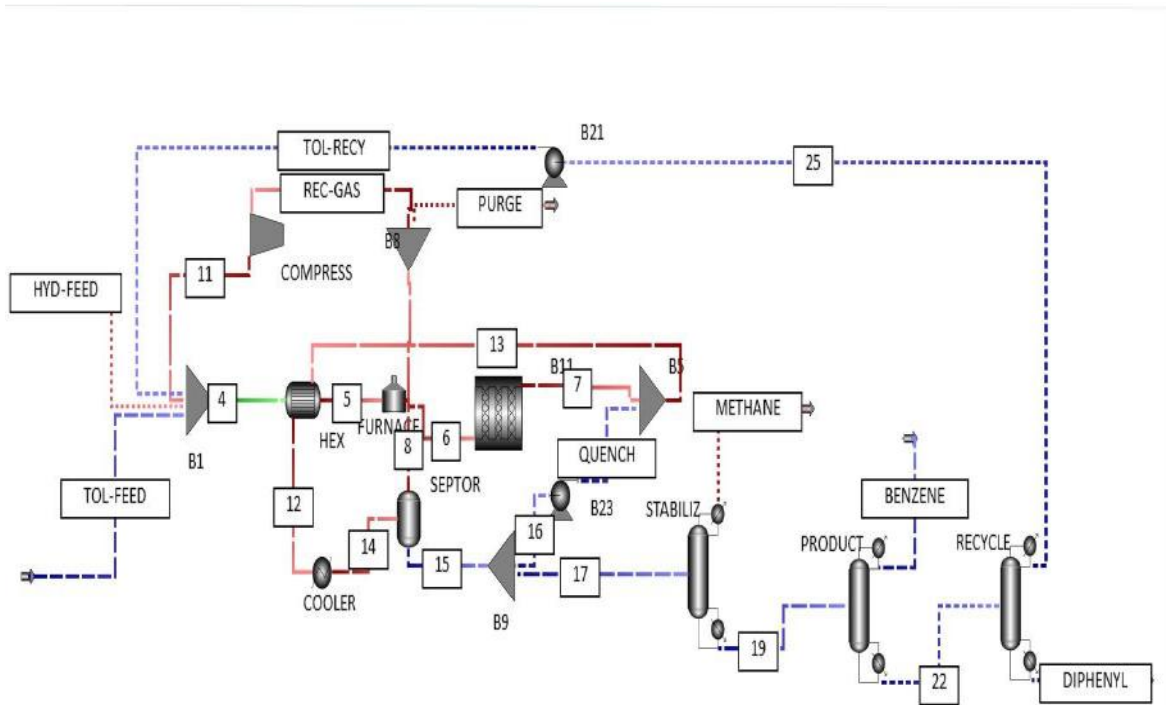 B21
TOL-RECY
25
REC-GAS
PURGE
B8
COMPRESS
11
HYD-FEED
13
B11
B5
7
4
5
HEX
FURNACE
6
8
METHANE
QUENCH
SEPTOR
B1
TOL-FEED
12
B23
STABILIZ
BENZENE
16
PRODUCT
RECYCLE
14
15
17
COOLER
B9
19
22
DIPHENYL